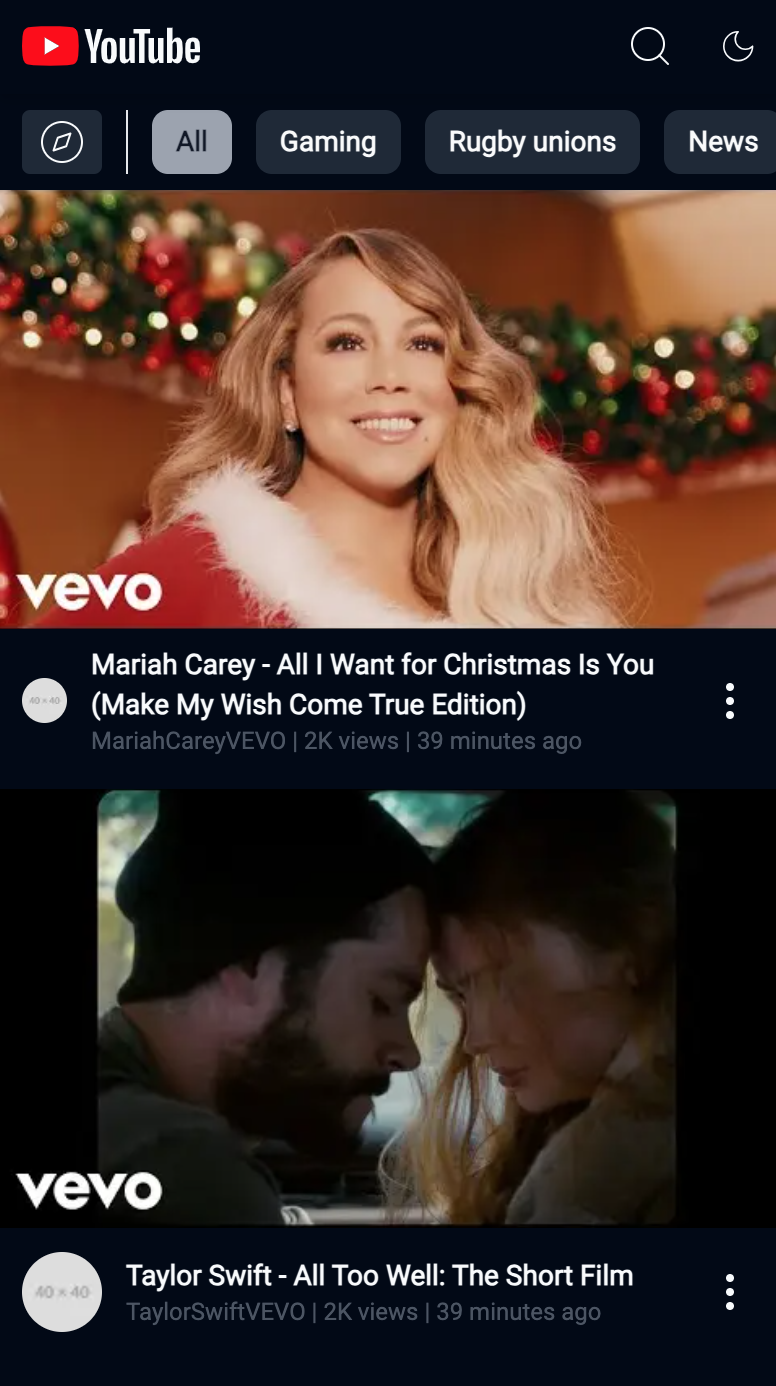 YouTube
All
Gaming
Rugby unions
News
vevo
40 × 40
Mariah Carey - All I Want for Christmas Is You
(Make My Wish Come True Edition)
MariahCareyVEVO | 2K views | 39 minutes ago
vevo
40 × 40
Taylor Swift - All Too Well: The Short Film
TaylorSwiftVEVO | 2K views | 39 minutes ago